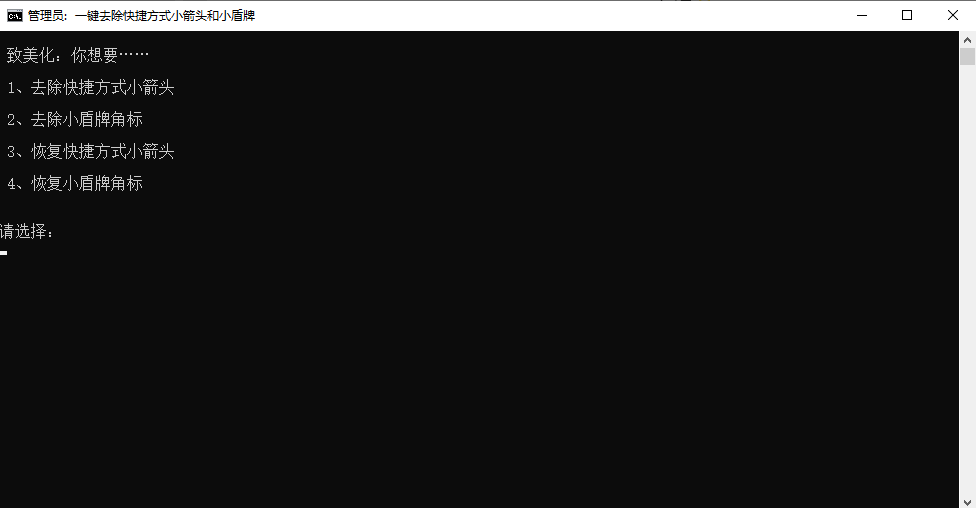 管理员: 一键去除快捷方式小箭头和小盾牌
致美化：你想要……
1、去除快捷方式小箭头
2、去除小盾牌角标
3、恢复快捷方式小箭头
4、恢复小盾牌角标
请选择：